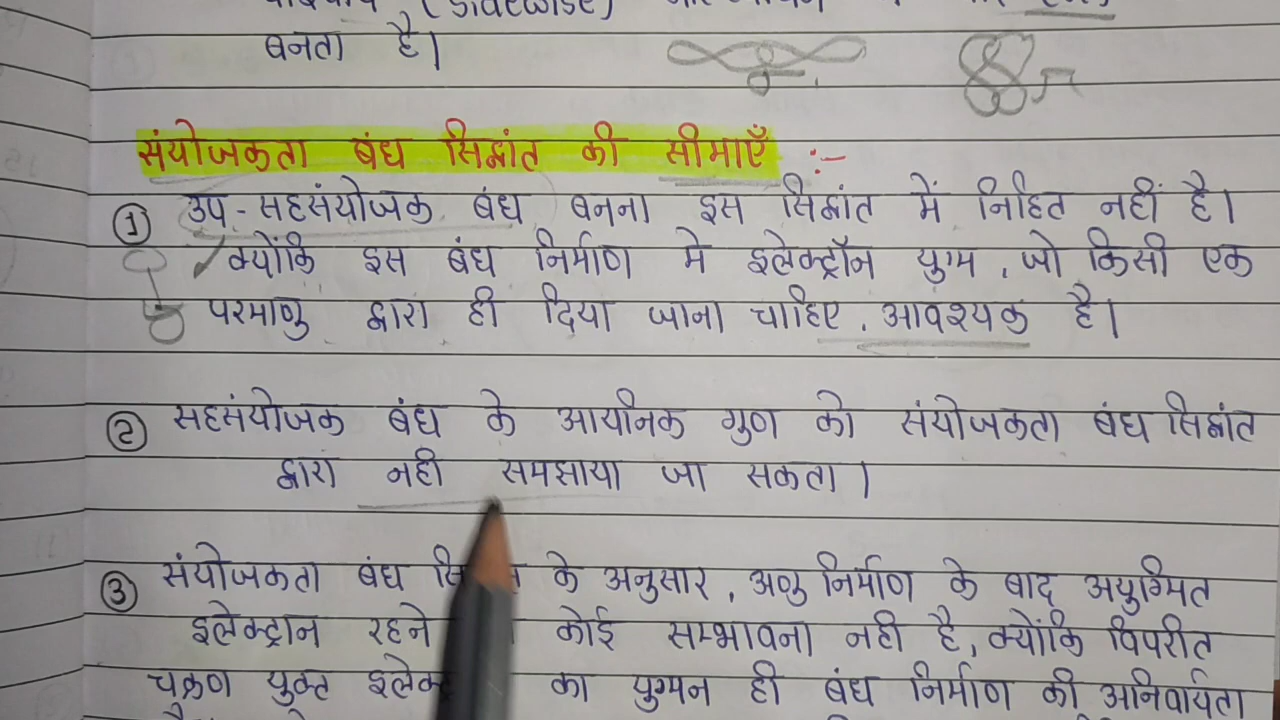 (Sidewise)
बनता है।
संयोजकता बंध सिद्धांत की सीमाएँ :-
① उप-सहसंयोजक बंध बनना इस सिद्धांत में निहित नहीं है।
क्योंकि इस बंध निर्माण मे इलेक्ट्रॉन युग्म, जो किसी एक
परमाणु द्वारा ही दिया जाना चाहिए, आवश्यक है।
② सहसंयोजक बंध के आयनिक गुण को संयोजकता बंध सिद्धांत
द्वारा नही समझाया जा सकता।
③ संयोजकता बंध के अनुसार, अणु निर्माण के बाद अयुग्मित
इलेक्ट्रान रहने कोई सम्भावना नही है, क्योंकि विपरीत
चक्रण युक्त का युग्मन ही बंध निर्माण की अनिवार्यता